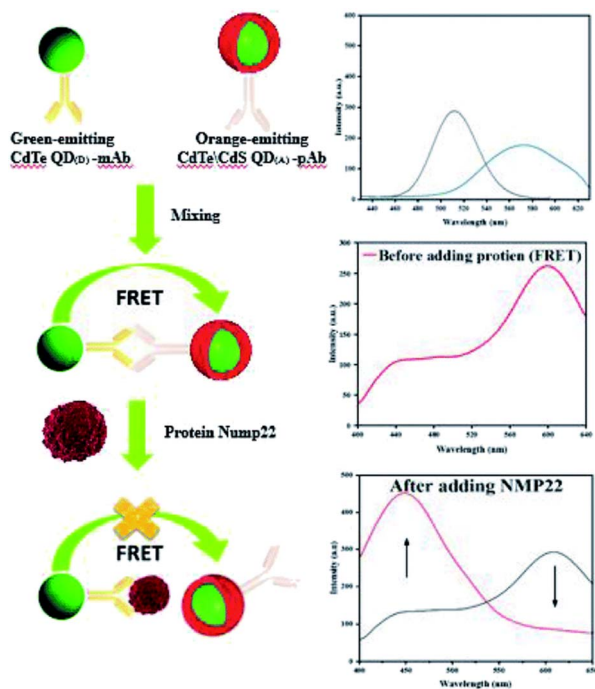 Green-emitting
CdTe QD(D) -mAb
Orange-emitting
CdTe\CdS QD(A) -pAb
Mixing
FRET
Protein Nump22
FRET
Intensity (a.u.)
600
500
400
300
200
100
0
440 460 480 500 520 540 560 580 600 620
Wavelength (nm)
Before adding protien (FRET)
Intensity (a.u.)
300
250
200
150
100
50
0
400 440 480 520 560 600 640
Wavelength (nm)
After adding NMP22
Intensity (a.u)
500
400
300
200
100
0
400 450 500 550 600 650
Wavelength (nm)